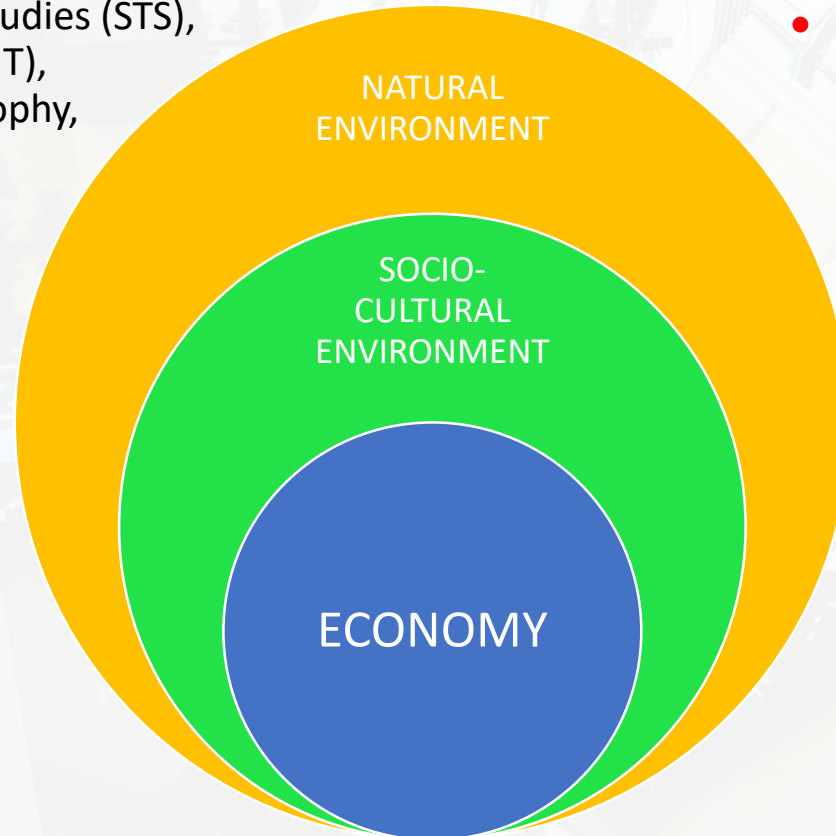 udies (STS),
T),
ophy,
NATURAL
ENVIRONMENT
SOCIO-
CULTURAL
ENVIRONMENT
ECONOMY